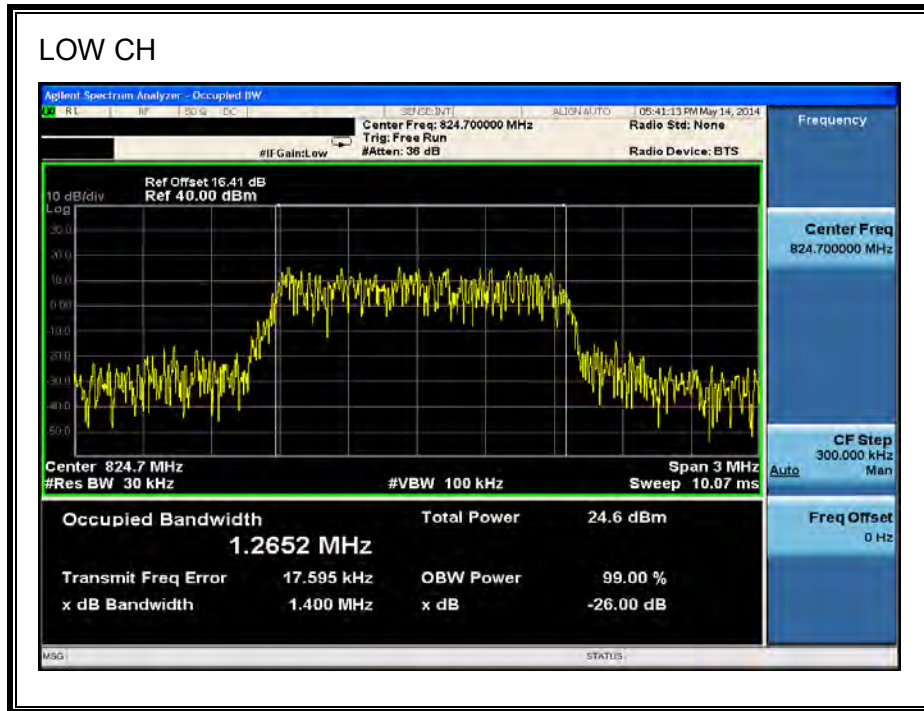 LOW CH
Agilent Spectrum Analyzer - Occupied BW
RL RF 50 Ω DC SENSE:INT ALIGN AUTO 05:41:13 PM May 14, 2014
Center Freq: 824.700000 MHz Radio Std: None
Trig: Free Run
#IFGain:Low #Atten: 36 dB Radio Device: BTS
Ref Offset 16.41 dB
10 dB/div Ref 40.00 dBm
Log
30.0
20.0
10.0
0.00
-10.0
-20.0
-30.0
-40.0
-50.0
Center 824.7 MHz Span 3 MHz
#Res BW 30 kHz #VBW 100 kHz Sweep 10.07 ms
Occupied Bandwidth Total Power 24.6 dBm
1.2652 MHz
Transmit Freq Error 17.595 kHz OBW Power 99.00 %
x dB Bandwidth 1.400 MHz x dB -26.00 dB
MSG STATUS
Frequency
Center Freq
824.700000 MHz
CF Step
300.000 kHz
Auto Man
Freq Offset
0 Hz